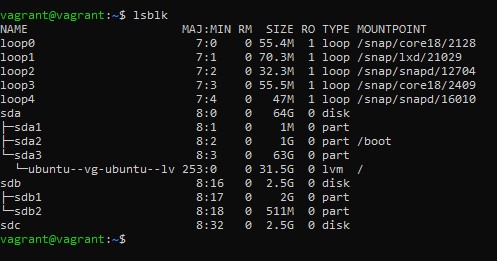 vagrant@vagrant:~$ lsblk
NAME                      MAJ:MIN RM  SIZE RO TYPE MOUNTPOINT
loop0                       7:0    0 55.4M  1 loop /snap/core18/2128
loop1                       7:1    0 70.3M  1 loop /snap/lxd/21029
loop2                       7:2    0 32.3M  1 loop /snap/snapd/12704
loop3                       7:3    0 55.5M  1 loop /snap/core18/2409
loop4                       7:4    0   47M  1 loop /snap/snapd/16010
sda                         8:0    0   64G  0 disk
├─sda1                      8:1    0    1M  0 part
├─sda2                      8:2    0    1G  0 part /boot
└─sda3                      8:3    0   63G  0 part
  └─ubuntu--vg-ubuntu--lv 253:0    0 31.5G  0 lvm  /
sdb                         8:16   0  2.5G  0 disk
├─sdb1                      8:17   0    2G  0 part
└─sdb2                      8:18   0  511M  0 part
sdc                         8:32   0  2.5G  0 disk
vagrant@vagrant:~$